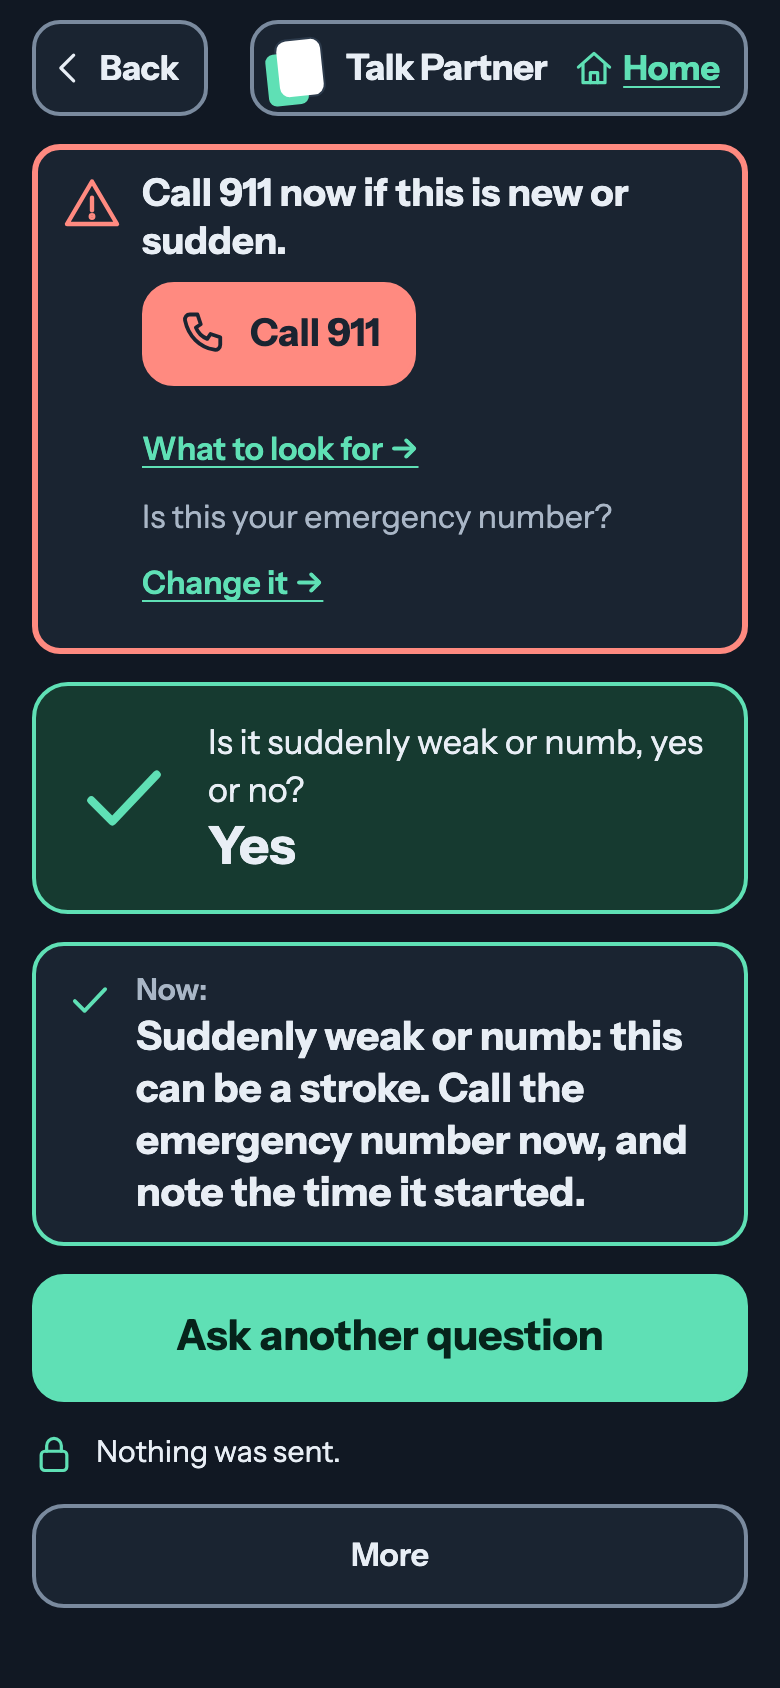 Back
Talk Partner
Home
Call 911 now if this is new or
sudden.
Call 911
What to look for →
Is this your emergency number?
Change it →
Is it suddenly weak or numb, yes
or no?
Yes
Now:
Suddenly weak or numb: this
can be a stroke. Call the
emergency number now, and
note the time it started.
Ask another question
Nothing was sent.
More